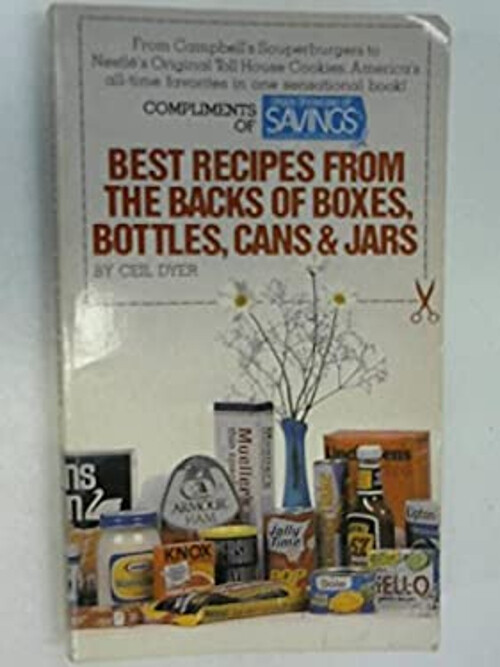 From Campbell's Souperburgers to
Nestlé's Original Toll House Cookies. America's
all-time favorites in one sensational book!
COMPLIMENTS
OF
SAVINGS
BEST RECIPES FROM
THE BACKS OF BOXES,
BOTTLES, CANS & JARS
BY CEIL DYER
Mueller's
ARMOUR
HAM
KNOX
Jolly
Time
Lipton
JELL-O